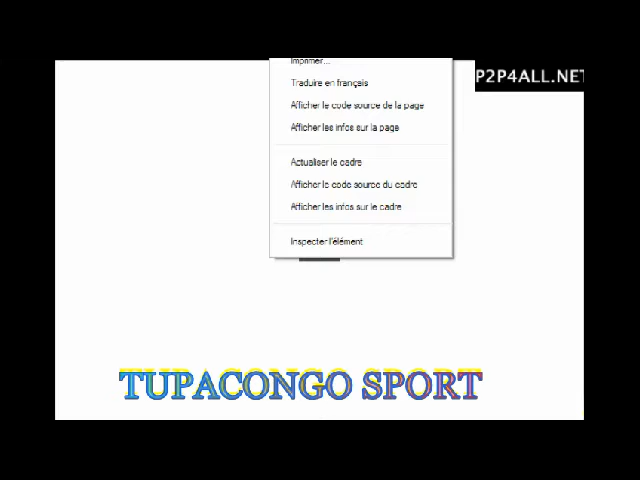 Imprimer...
P2P4ALL.NET
Traduire en français
Afficher le code source de la page
Afficher les infos sur la page
Actualiser le cadre
Afficher le code source du cadre
Afficher les infos sur le cadre
Inspecter l'élément
TUPACONGO SPORT